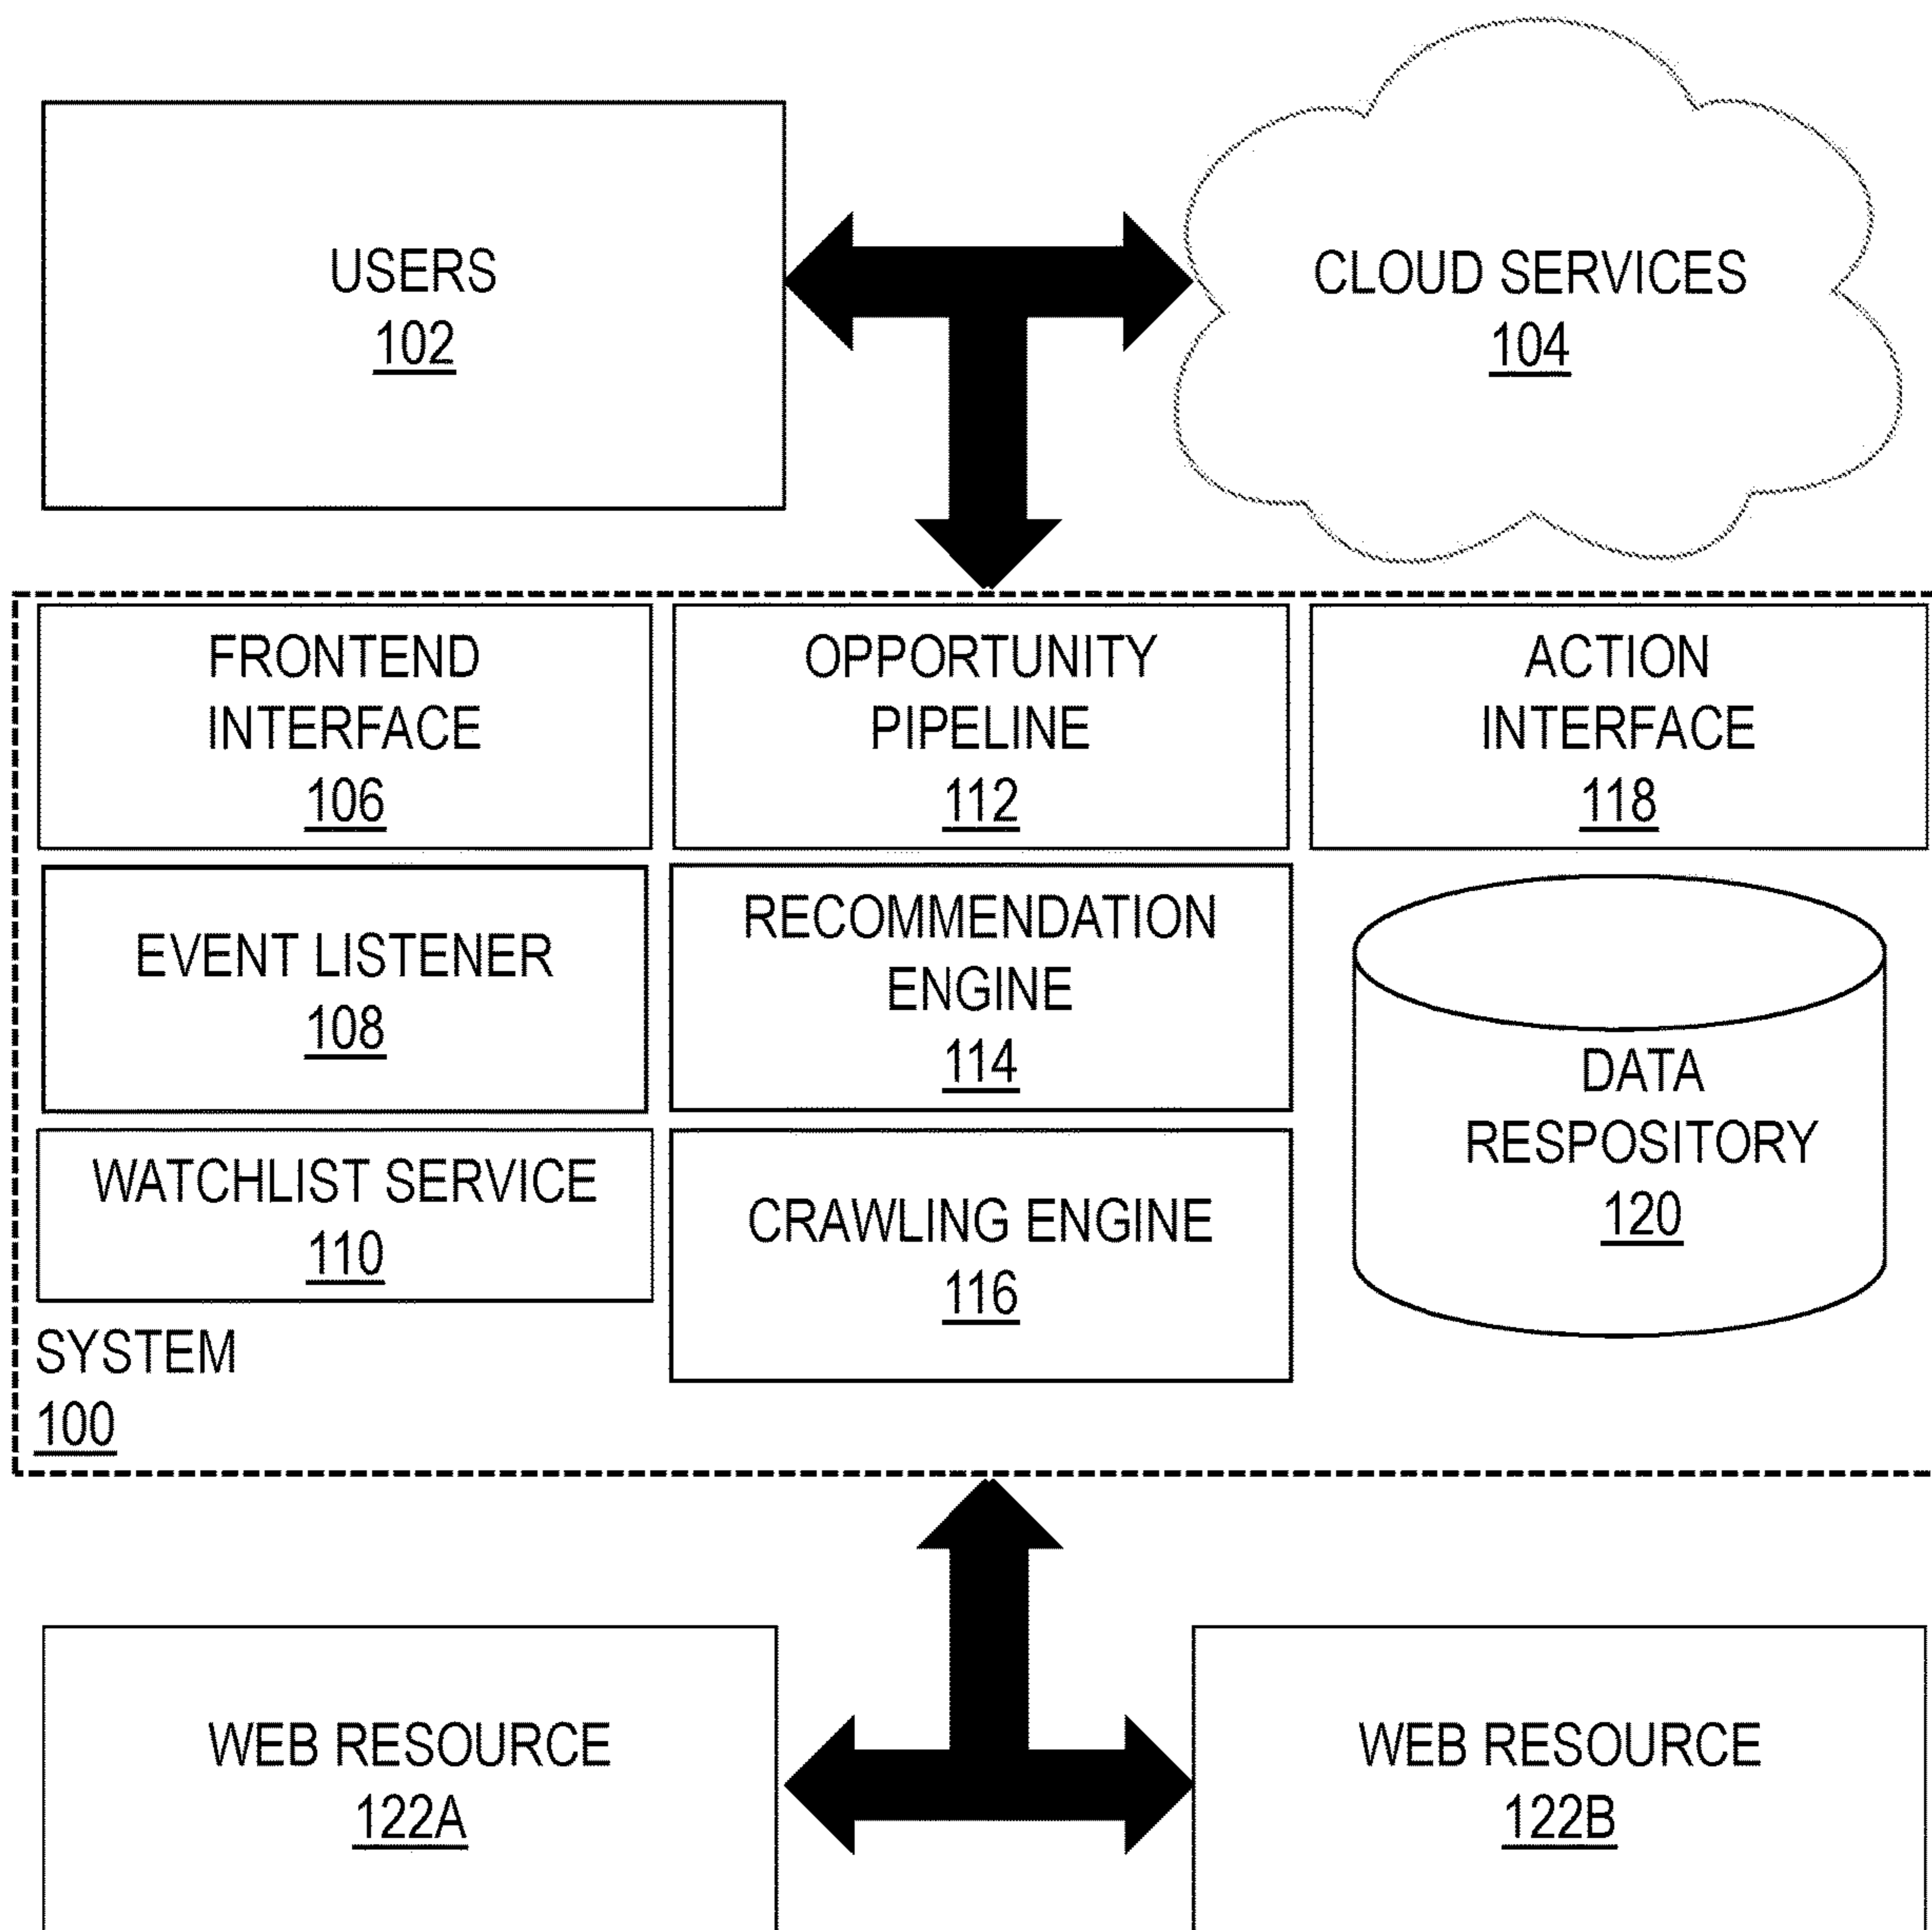 USERS
102
CLOUD SERVICES
104
FRONTEND
INTERFACE
106
OPPORTUNITY
PIPELINE
112
ACTION
INTERFACE
118
EVENT LISTENER
108
RECOMMENDATION
ENGINE
114
DATA
RESPOSITORY
120
WATCHLIST SERVICE
110
CRAWLING ENGINE
116
SYSTEM
100
WEB RESOURCE
122A
WEB RESOURCE
122B